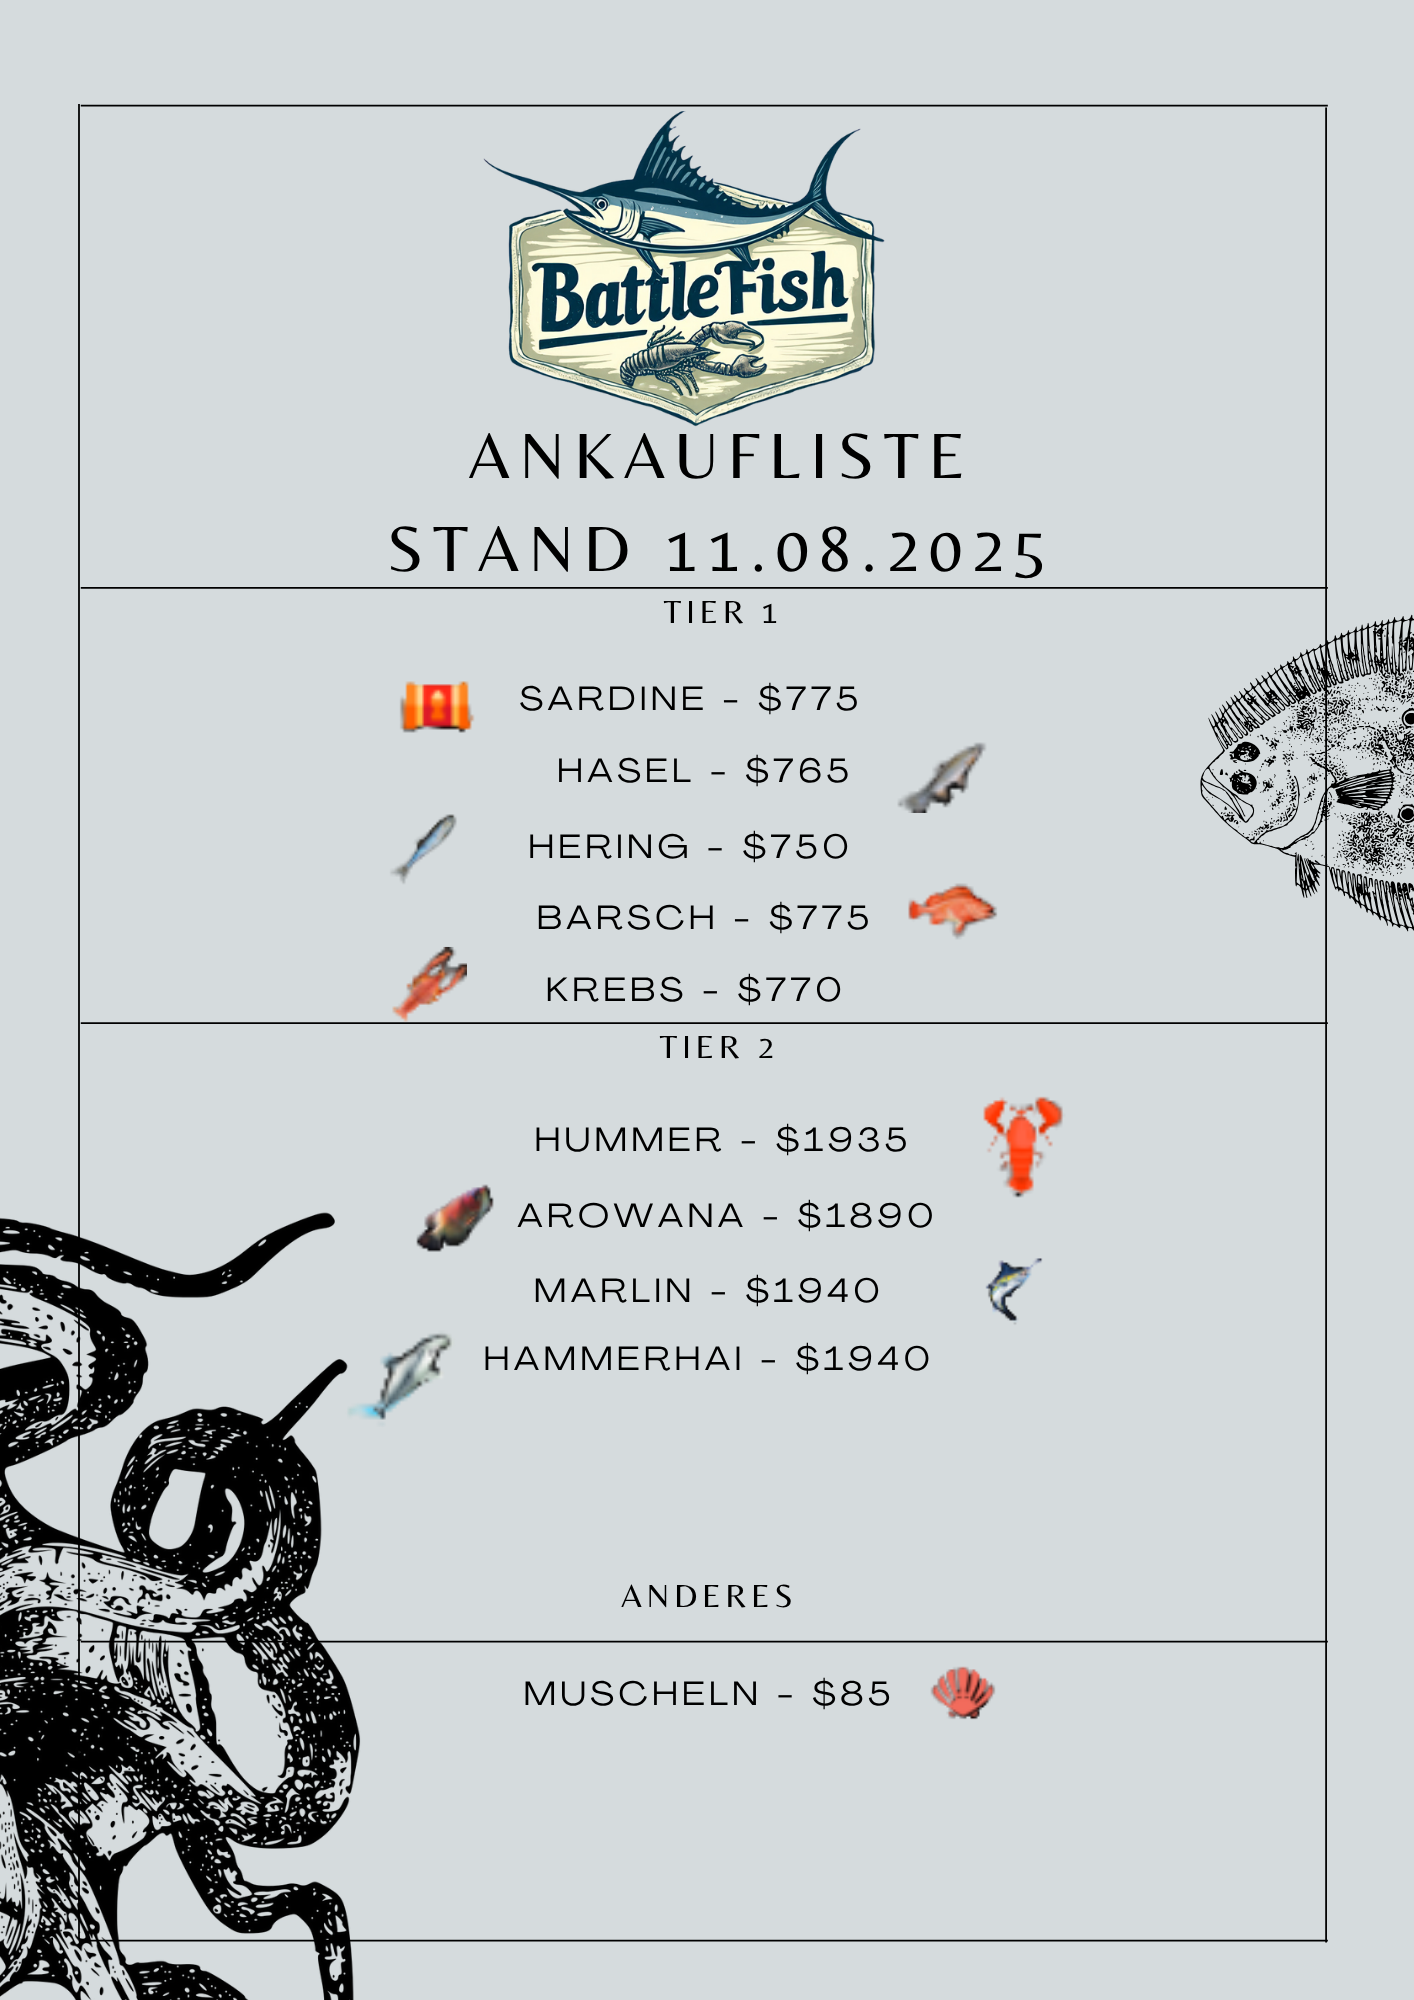 BattleFish
ANKAUFLISTE
STAND 11.08.2025
TIER 1
SARDINE - $775
HASEL - $765
HERING - $750
BARSCH - $775
KREBS - $770
TIER 2
HUMMER - $1935
AROWANA - $1890
MARLIN - $1940
HAMMERHAI - $1940
ANDERES
MUSCHELN - $85